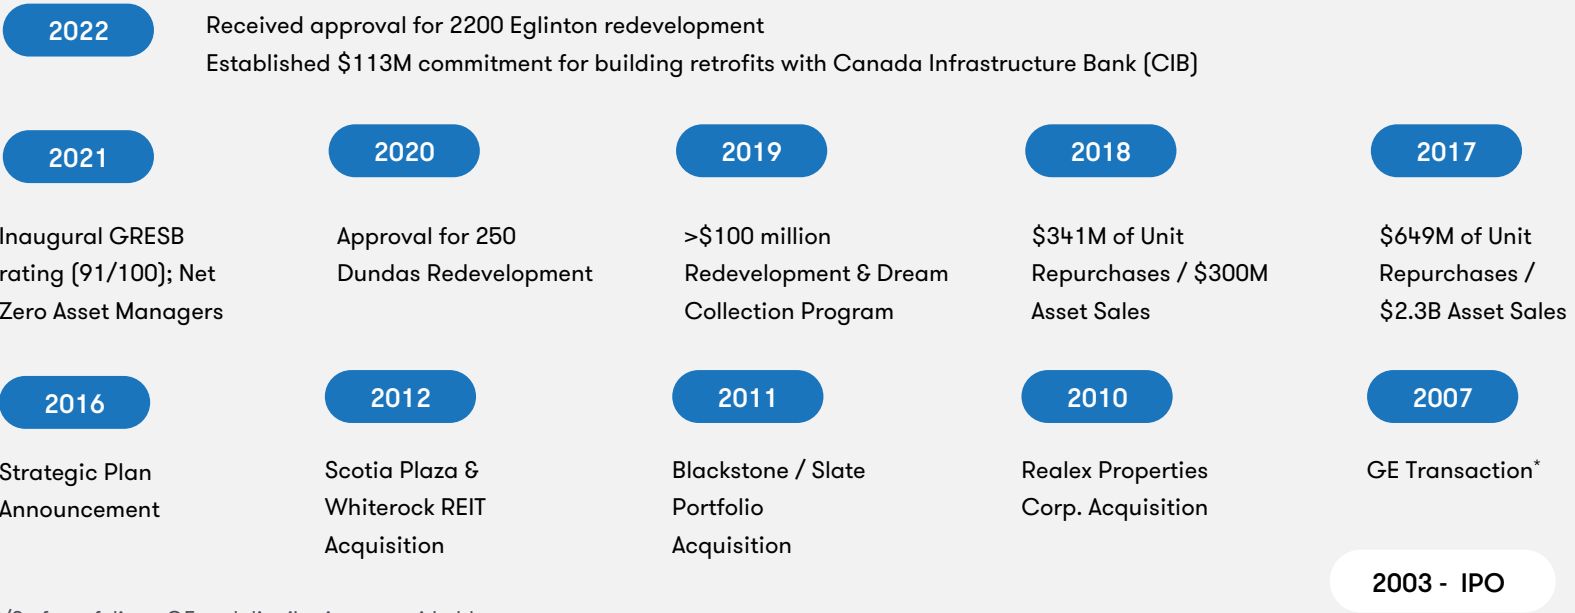 2022
Received approval for 2200 Eglinton redevelopment
Established $113M commitment for building retrofits with Canada Infrastructure Bank (CIB)
2021
Inaugural GRESB
rating (91/100); Net
Zero Asset Managers
2020
Approval for 250
Dundas Redevelopment
2019
>$100 million
Redevelopment & Dream
Collection Program
2018
$341M of Unit
Repurchases / $300M
Asset Sales
2017
$649M of Unit
Repurchases /
$2.3B Asset Sales
2016
Strategic Plan
Announcement
2012
Scotia Plaza &
Whiterock REIT
Acquisition
2011
Blackstone / Slate
Portfolio
Acquisition
2010
Realex Properties
Corp. Acquisition
2007
GE Transaction*
2003 - IPO